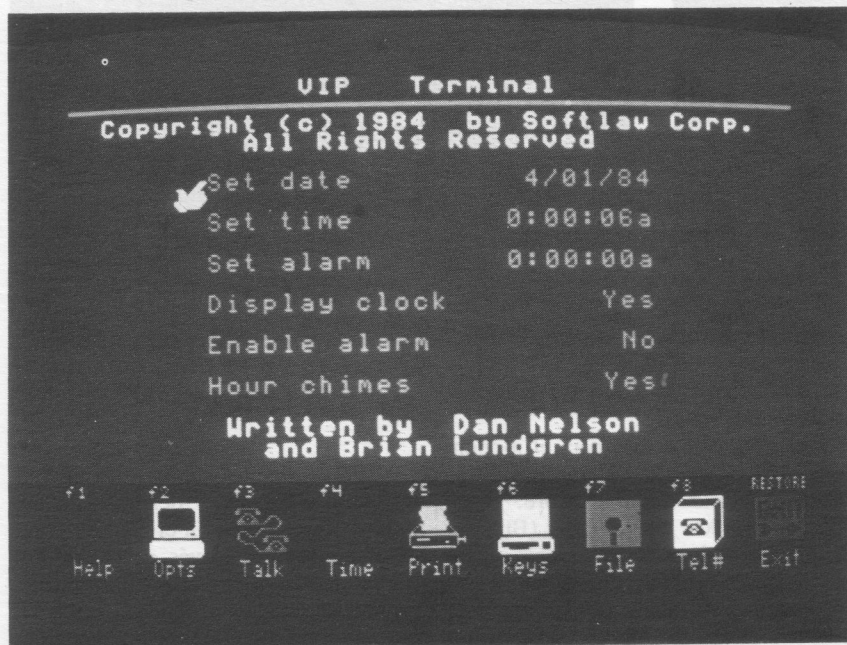 VIP Terminal
Copyright (c) 1984 by Softlaw Corp.
All Rights Reserved
Set date 4/01/84
Set time 0:00:06a
Set alarm 0:00:00a
Display clock Yes
Enable alarm No
Hour chimes Yes
Written by Dan Nelson
and Brian Lundgren
f1 f2 f3 f4 f5 f6 f7 f8 RESTORE
Help Opts Talk Time Print Keys File Tel# Exit